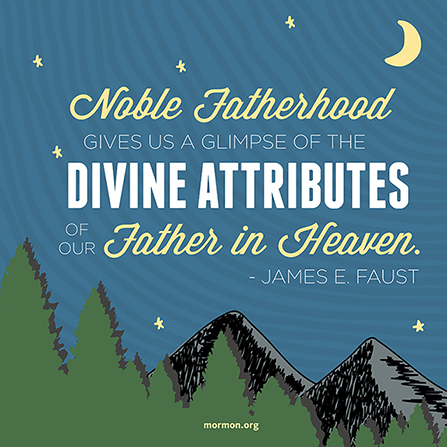 Noble Fatherhood
GIVES US A GLIMPSE OF THE
DIVINE ATTRIBUTES
OF OUR Father in Heaven.
- JAMES E. FAUST
mormon.org